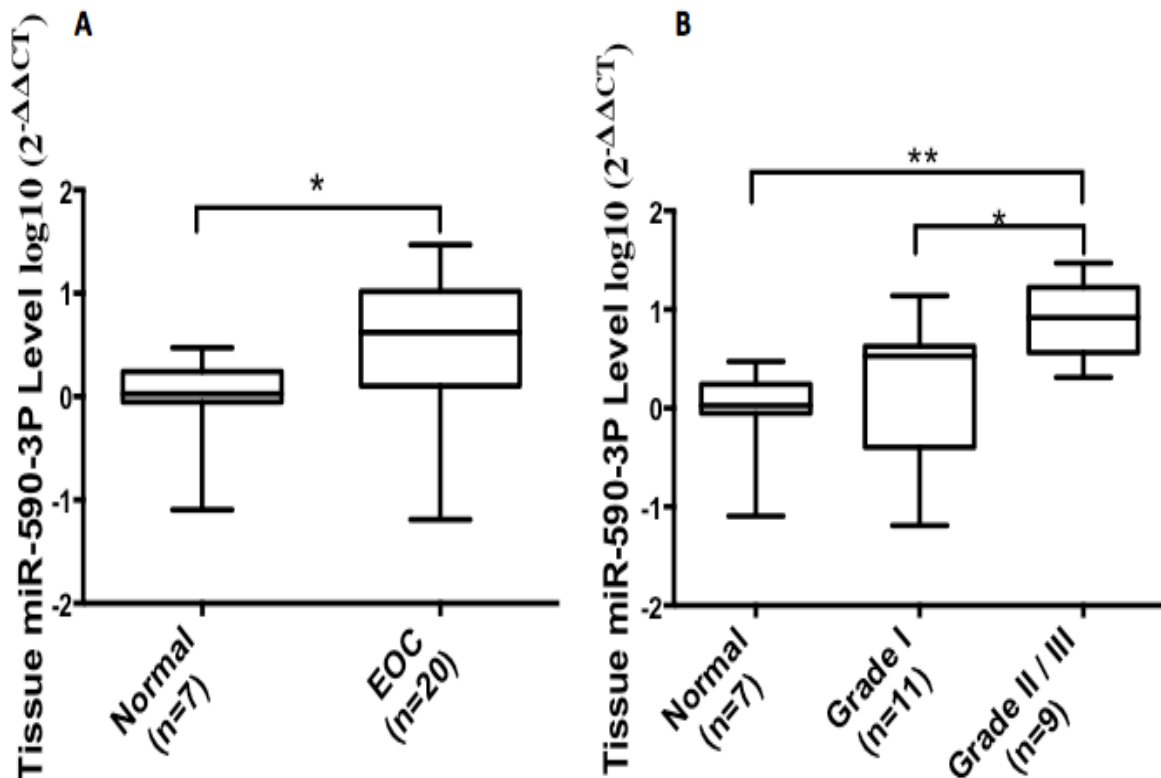 A
Tissue miR-590-3P Level log10 (2^-ΔΔCT)
*
2
1
0
-1
-2
Normal
(n=7)
EOC
(n=20)
B
Tissue miR-590-3P Level log10 (2^-ΔΔCT)
**
*
2
1
0
-1
-2
Normal
(n=7)
Grade I
(n=11)
Grade II / III
(n=9)